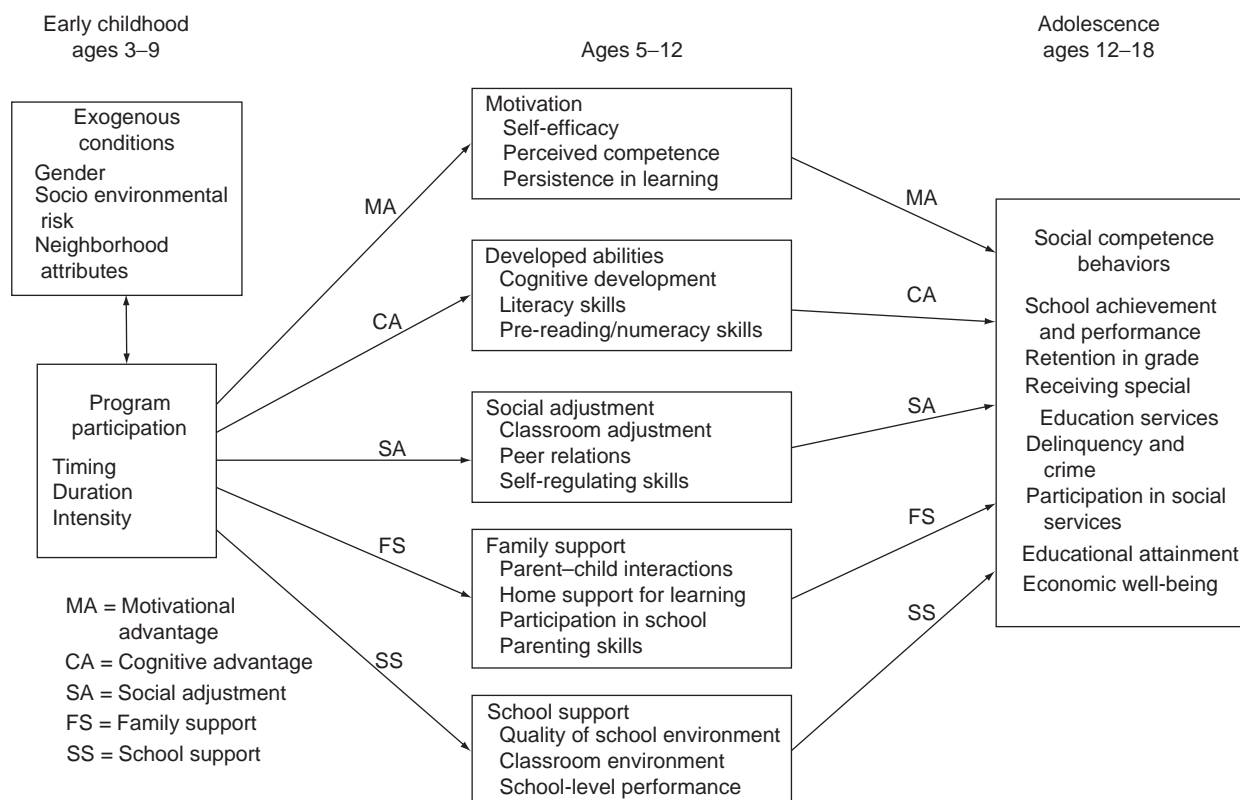 Early childhood
ages 3–9
Ages 5–12
Adolescence
ages 12–18
Exogenous
conditions
Gender
Socio environmental
risk
Neighborhood
attributes
Program
participation
Timing
Duration
Intensity
MA = Motivational
advantage
CA = Cognitive advantage
SA = Social adjustment
FS = Family support
SS = School support
MA
CA
SA
FS
SS
Motivation
Self-efficacy
Perceived competence
Persistence in learning
Developed abilities
Cognitive development
Literacy skills
Pre-reading/numeracy skills
Social adjustment
Classroom adjustment
Peer relations
Self-regulating skills
Family support
Parent–child interactions
Home support for learning
Participation in school
Parenting skills
School support
Quality of school environment
Classroom environment
School-level performance
MA
CA
SA
FS
SS
Social competence
behaviors
School achievement
and performance
Retention in grade
Receiving special
Education services
Delinquency and
crime
Participation in social
services
Educational attainment
Economic well-being